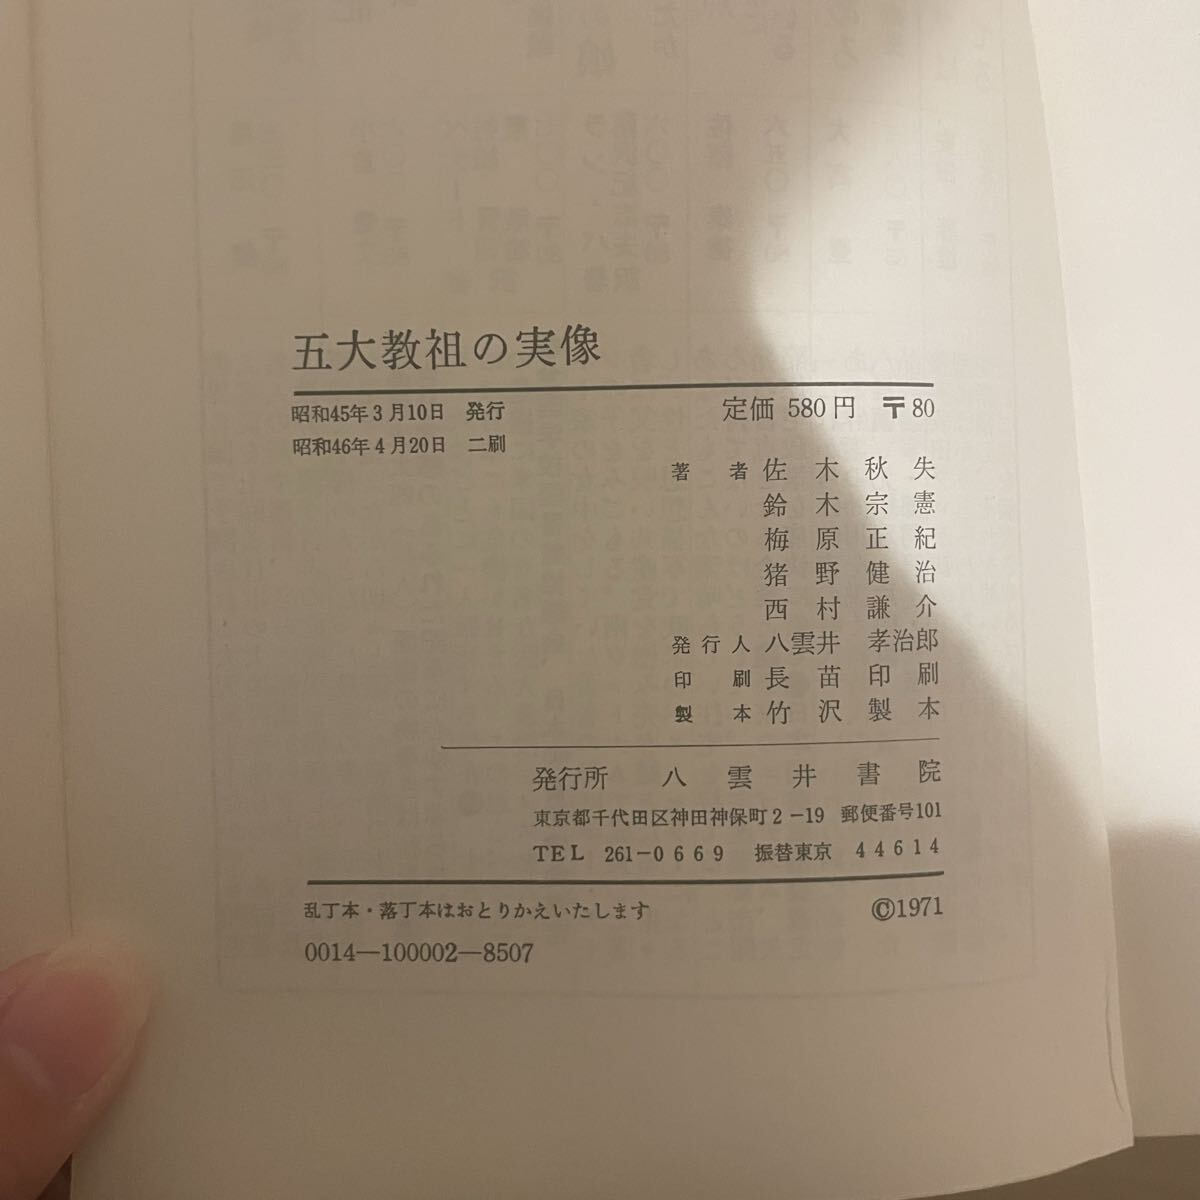 五大教祖の実像
昭和45年3月10日 発行 定価 580円 〒80
昭和46年4月20日 二刷
著者 佐木秋失
鈴木宗憲
梅原正紀
猪野健治
西村謙介
発行人 八雲井 孝治郎
印刷 長苗印刷
製本 竹沢製本
発行所 八雲井書院
東京都千代田区神田神保町2-19 郵便番号101
TEL 261-0669 振替東京 44614
乱丁本・落丁本はおとりかえいたします ©1971
0014—100002—8507